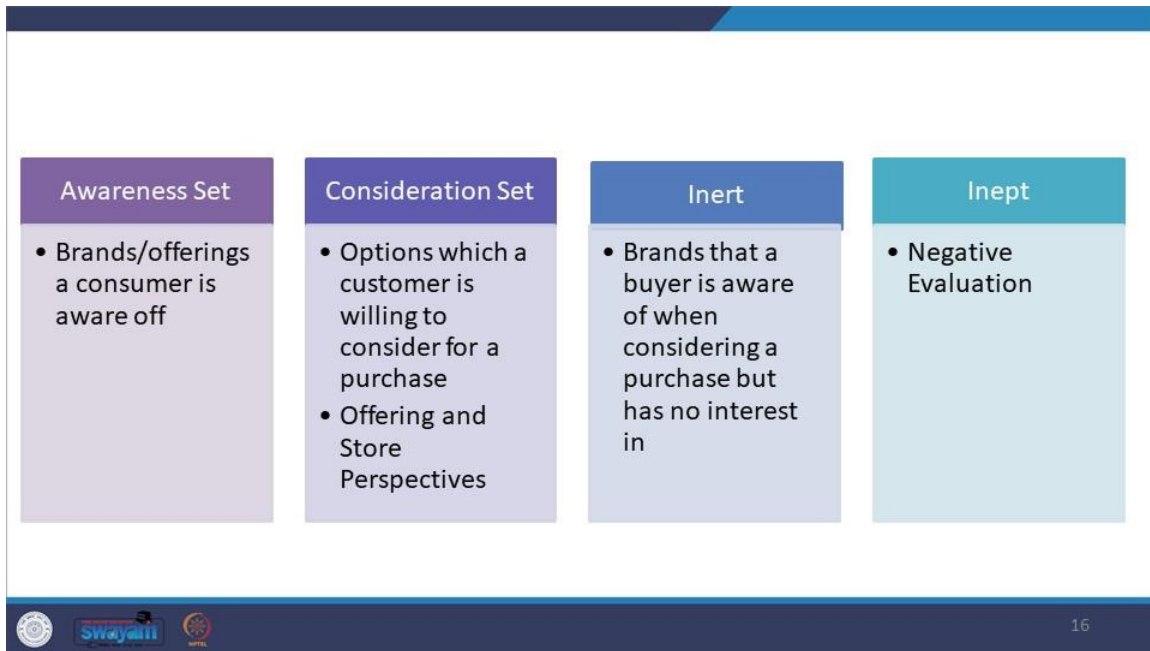 Awareness Set
• Brands/offerings
a consumer is
aware off
Consideration Set
• Options which a
customer is
willing to
consider for a
purchase
• Offering and
Store
Perspectives
Inert
• Brands that a
buyer is aware
of when
considering a
purchase but
has no interest
in
Inept
• Negative
Evaluation
swayam
NPTEL
16